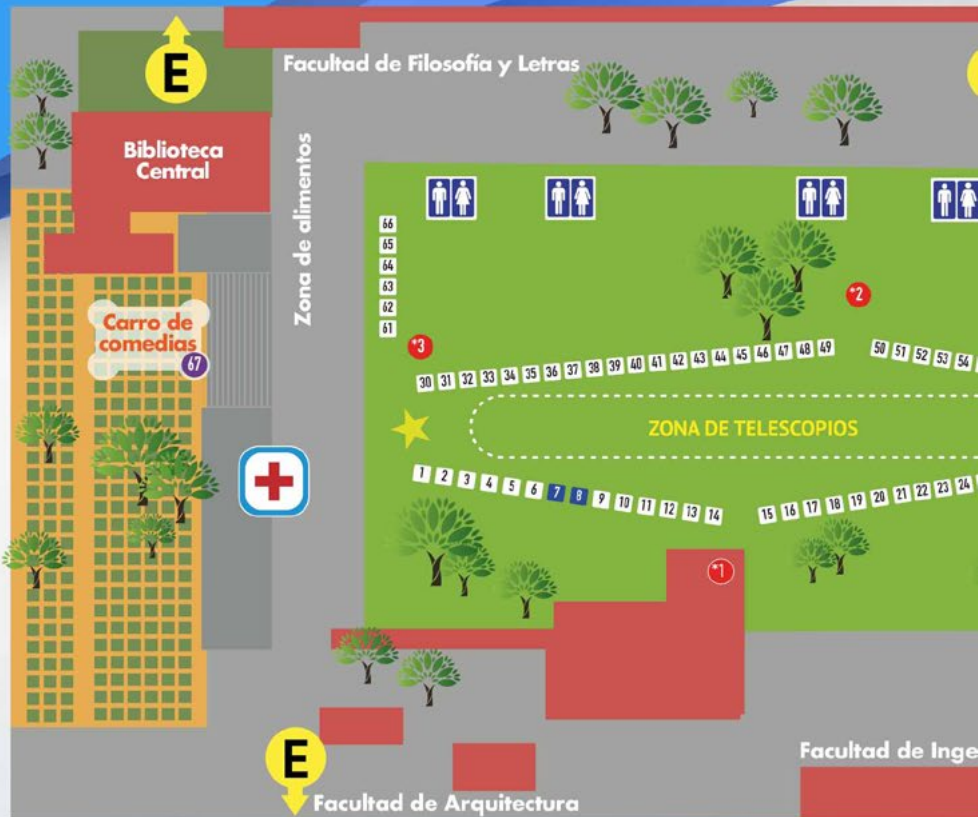 E
Facultad de Filosofía y Letras
Biblioteca
Central
Zona de alimentos
66
65
64
63
62
61
*2
*3
Carro de
comedias
67
30 31 32 33 34 35 36 37 38 39 40 41 42 43 44 45 46 47 48 49
50 51 52 53 54
ZONA DE TELESCOPIOS
1 2 3 4 5 6 7 8 9 10 11 12 13 14
15 16 17 18 19 20 21 22 23 24
*1
E
Facultad de Inge
Facultad de Arquitectura